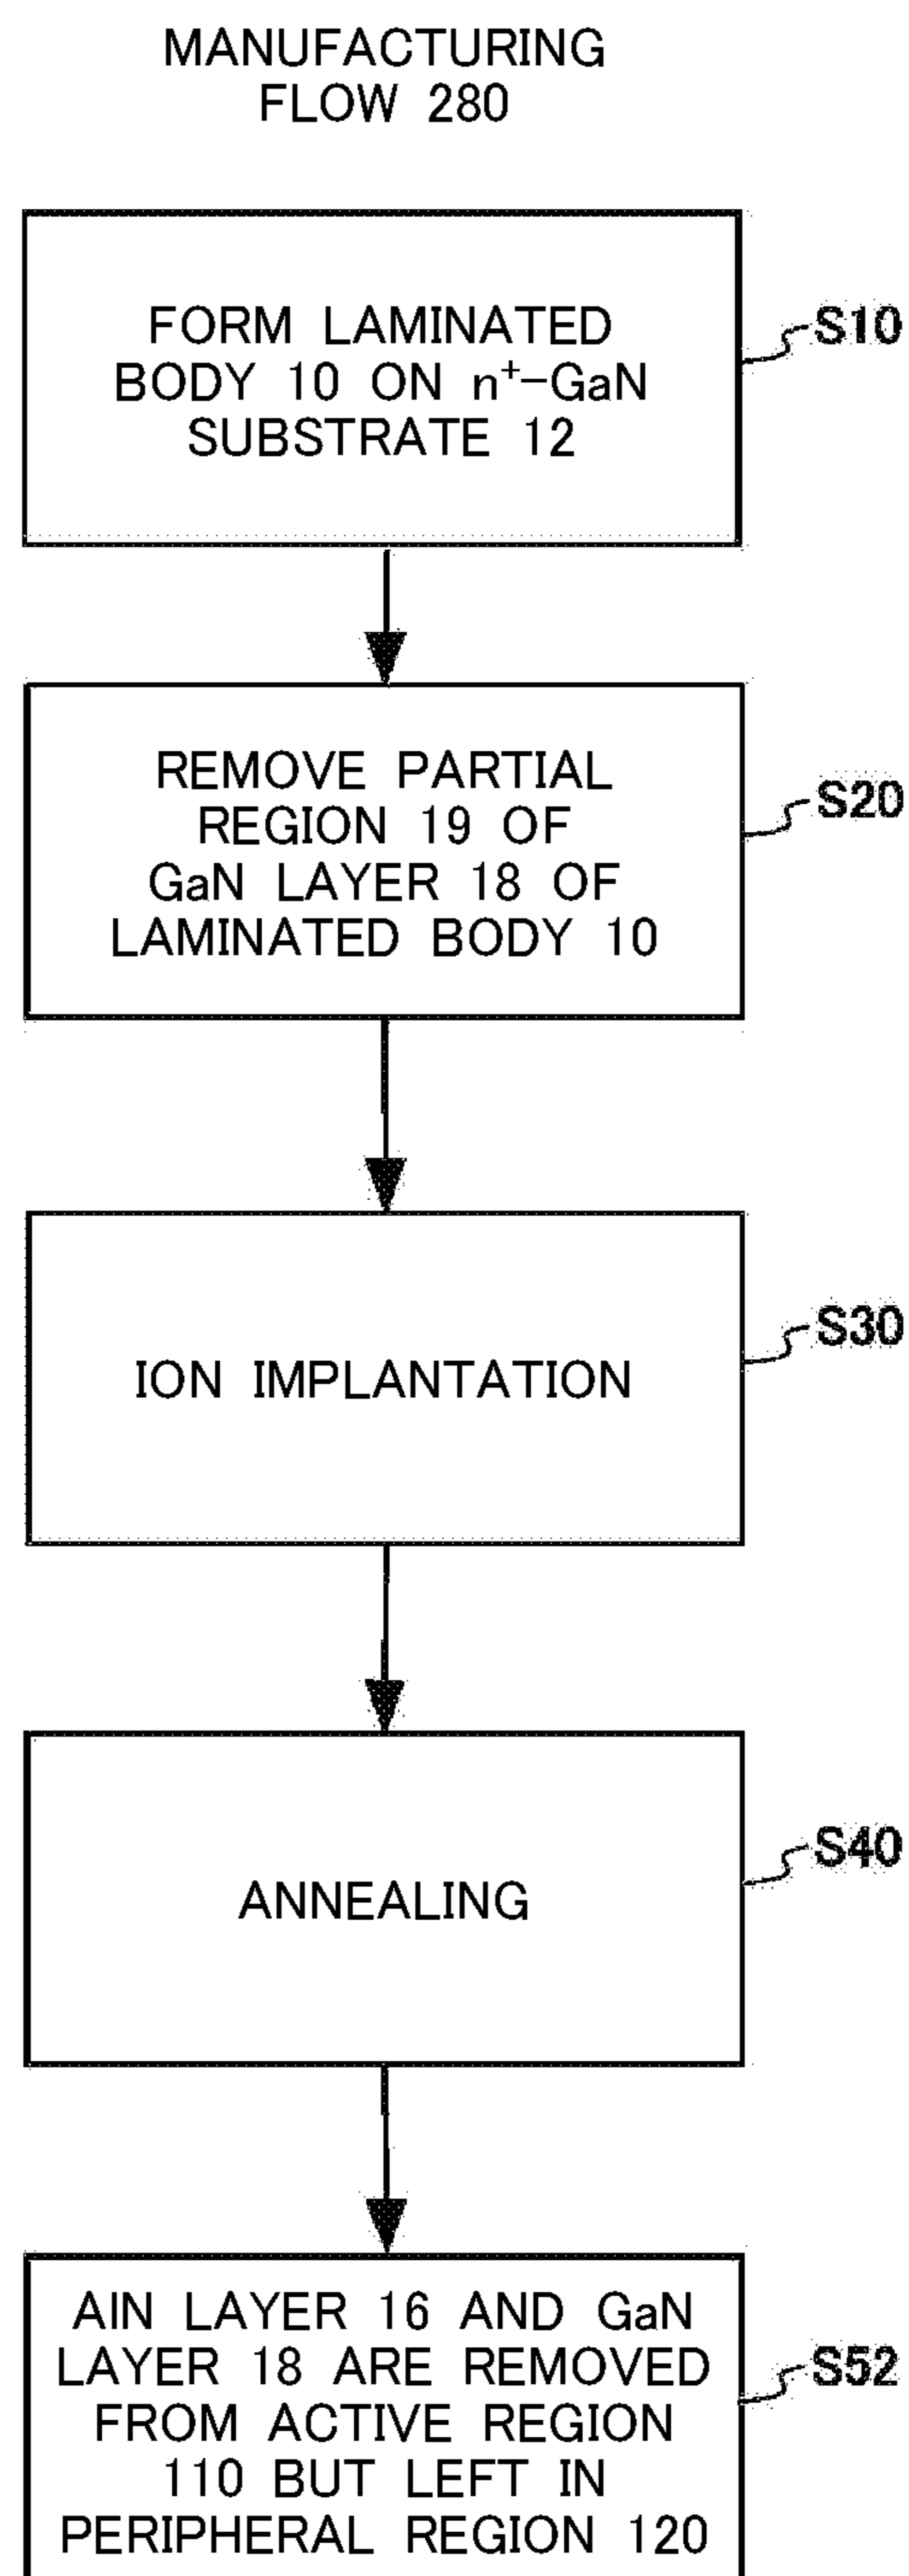 MANUFACTURING
FLOW 280
FORM LAMINATED
BODY 10 ON n⁺-GaN
SUBSTRATE 12
S10
REMOVE PARTIAL
REGION 19 OF
GaN LAYER 18 OF
LAMINATED BODY 10
S20
ION IMPLANTATION
S30
ANNEALING
S40
AlN LAYER 16 AND GaN
LAYER 18 ARE REMOVED
FROM ACTIVE REGION
110 BUT LEFT IN
PERIPHERAL REGION 120
S52